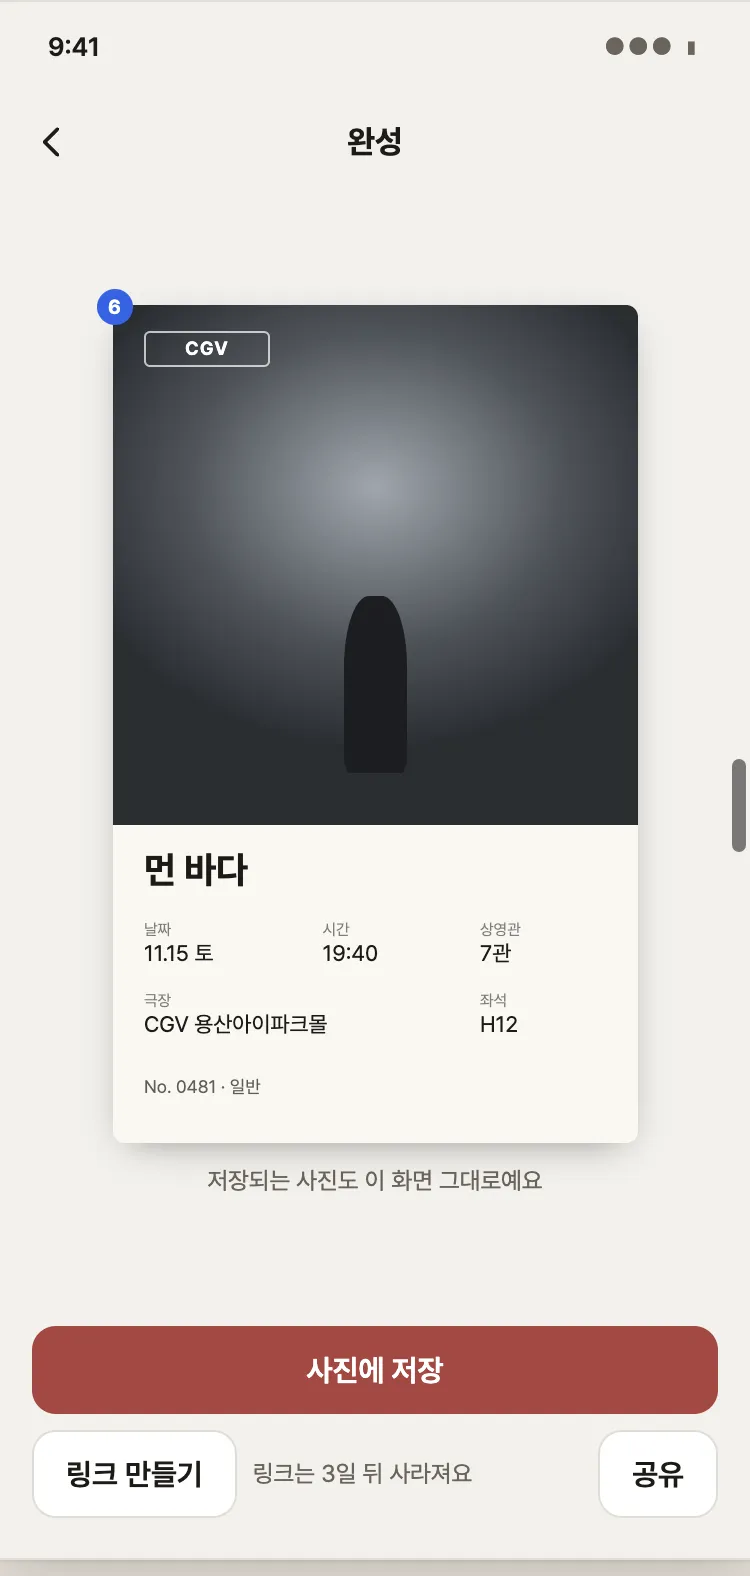 9:41
완성
6
CGV
먼 바다
날짜 시간 상영관
11.15 토 19:40 7관
극장 좌석
CGV 용산아이파크몰 H12
No. 0481 · 일반
저장되는 사진도 이 화면 그대로예요
사진에 저장
링크 만들기 링크는 3일 뒤 사라져요 공유